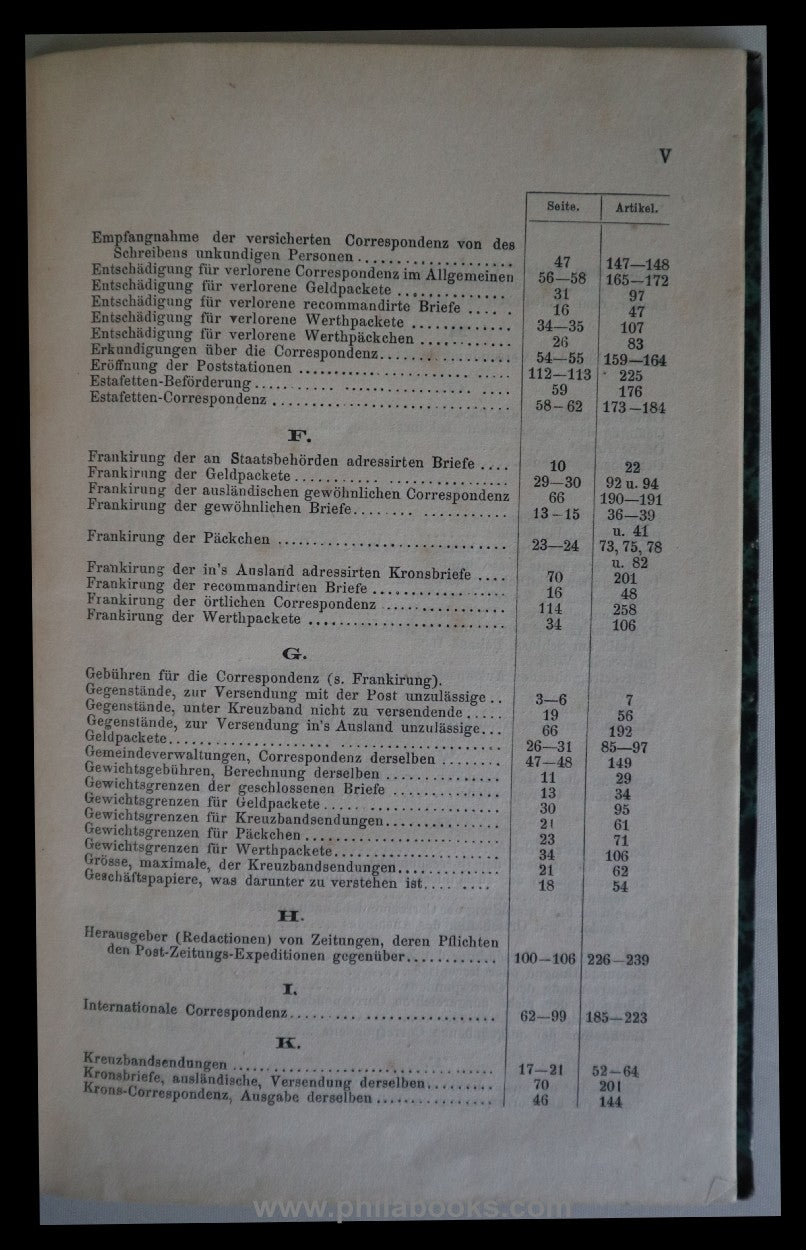 V
Seite. Artikel.
Empfangnahme der versicherten Correspondenz von des
Schreibens unkundigen Personen .................... 47 147—148
Entschädigung für verlorene Correspondenz im Allgemeinen 56—58 165—172
Entschädigung für verlorene Geldpackete .............. 31 97
Entschädigung für verlorene recommandirte Briefe ...... 16 47
Entschädigung für verlorene Werthpackete ............. 34—35 107
Entschädigung für verlorene Werthpäckchen ............ 26 83
Erkundigungen über die Correspondenz................. 54—55 159—164
Eröffnung der Poststationen ........................... 112—113 225
Estafetten-Beförderung................................ 59 176
Estafetten-Correspondenz .............................. 58—62 173—184
F.
Frankirung der an Staatsbehörden adressirten Briefe .... 10 22
Frankirung der Geldpackete........................... 29—30 92 u. 94
Frankirung der ausländischen gewöhnlichen Correspondenz 66 190—191
Frankirung der gewöhnlichen Briefe.................... 13—15 36—39
u. 41
Frankirung der Päckchen ............................. 23—24 73, 75, 78
u. 82
Frankirung der in's Ausland adressirten Kronsbriefe .... 70 201
Frankirung der recommandirten Briefe ................. 16 48
Frankirung der örtlichen Correspondenz ................ 114 258
Frankirung der Werthpackete ......................... 34 106
G.
Gebühren für die Correspondenz (s. Frankirung).
Gegenstände, zur Versendung mit der Post unzulässige .. 3—6 7
Gegenstände, unter Kreuzband nicht zu versendende ..... 19 56
Gegenstände, zur Versendung in's Ausland unzulässige... 66 192
Geldpackete.......................................... 26—31 85—97
Gemeindeverwaltungen, Correspondenz derselben ........ 47—48 149
Gewichtsgebühren, Berechnung derselben ............... 11 29
Gewichtsgrenzen der geschlossenen Briefe .............. 13 34
Gewichtsgrenzen für Geldpackete....................... 30 95
Gewichtsgrenzen für Kreuzbandsendungen............... 21 61
Gewichtsgrenzen für Päckchen ......................... 23 71
Gewichtsgrenzen für Werthpackete..................... 34 106
Grösse, maximale, der Kreuzbandsendungen............. 21 62
Geschäftspapiere, was darunter zu verstehen ist......... 18 54
H.
Herausgeber (Redactionen) von Zeitungen, deren Pflichten
den Post-Zeitungs-Expeditionen gegenüber............ 100—106 226—239
I.
Internationale Correspondenz........................... 62—99 185—223
K.
Kreuzbandsendungen .................................. 17—21 52—64
Kronsbriefe, ausländische, Versendung derselben......... 70 201
Krons-Correspondenz, Ausgabe derselben ............... 46 144
www.philabooks.com